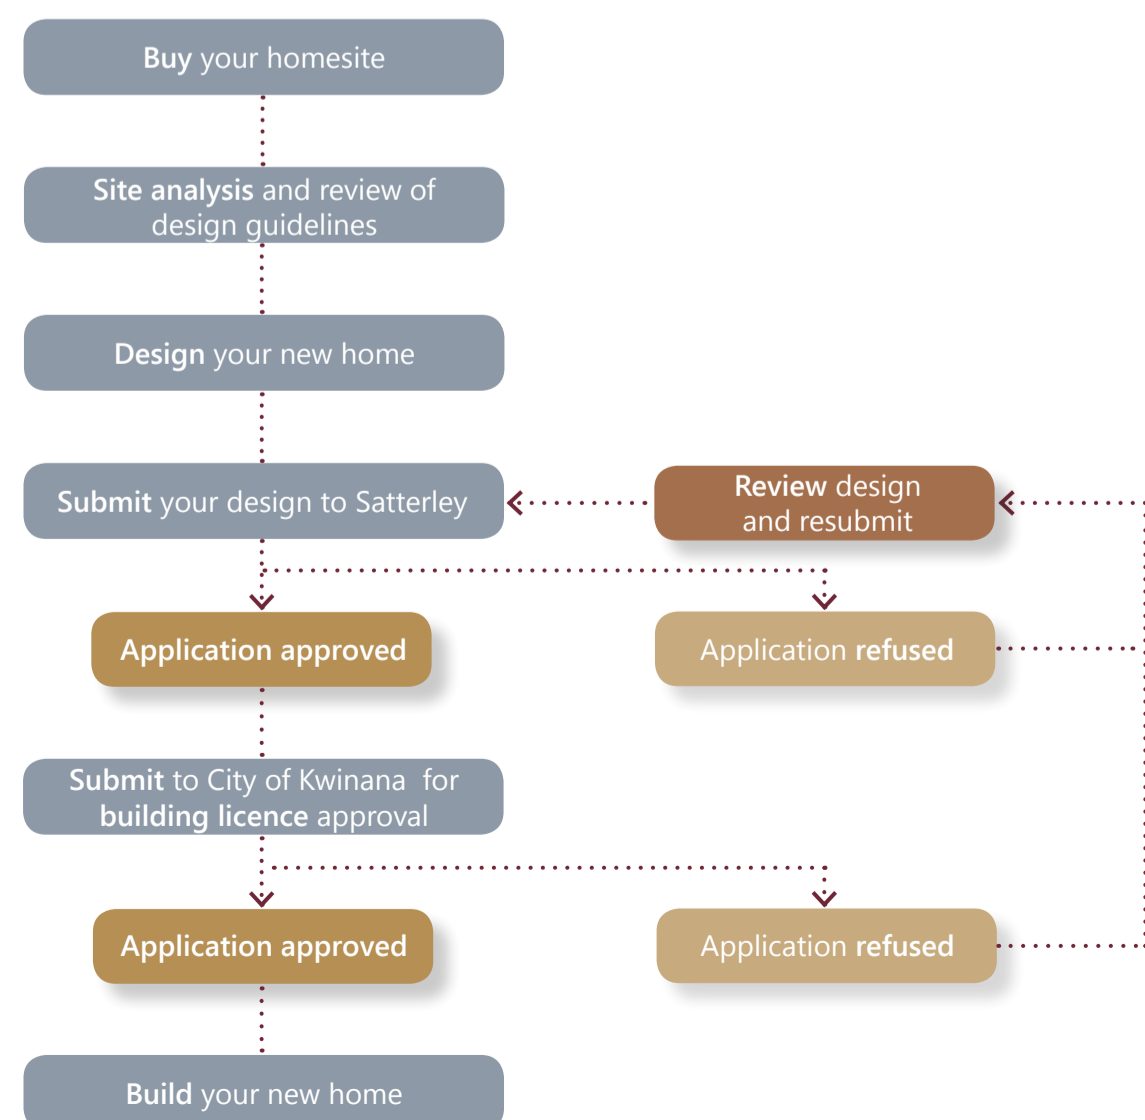 Buy your homesite
Site analysis and review of
design guidelines
Design your new home
Submit your design to Satterley
Review design
and resubmit
Application approved
Application refused
Submit to City of Kwinana for
building licence approval
Application approved
Application refused
Build your new home